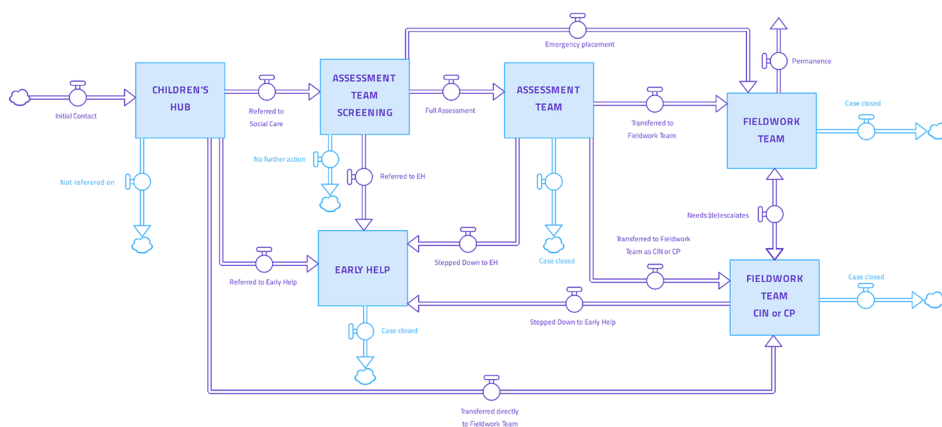 Emergency placement
Permanence
CHILDREN'S
HUB
ASSESSMENT
TEAM
SCREENING
ASSESSMENT
TEAM
FIELDWORK
TEAM
Case closed
Initial Contact
Referred to
Social Care
Full Assessment
Transferred to
Fieldwork Team
Not referered on
No further action
Referred to EH
Needs (de)escalates
Transferred to Fieldwork
Team as CIN or CP
Stepped Down to EH
Case closed
Referred to Early Help
EARLY HELP
FIELDWORK
TEAM
CIN or CP
Case closed
Stepped Down to Early Help
Case closed
Transferred directly
to Fieldwork Team